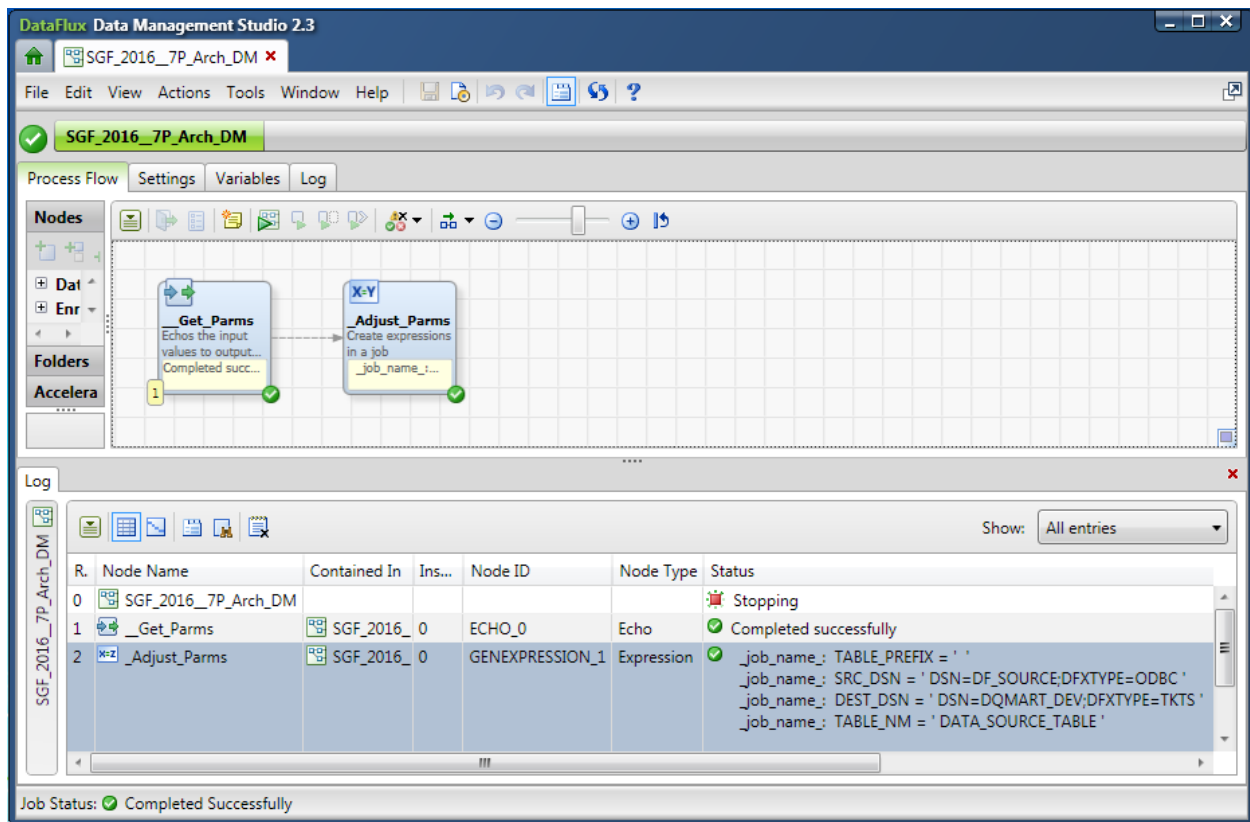 DataFlux Data Management Studio 2.3
SGF_2016__7P_Arch_DM
File Edit View Actions Tools Window Help
SGF_2016__7P_Arch_DM
Process Flow Settings Variables Log
Nodes
Dat
Enr
Folders
Accelera
__Get_Parms
Echos the input
values to output...
Completed succ...
1
X=Y
_Adjust_Parms
Create expressions
in a job
_job_name_:...
Log
SGF_2016__7P_Arch_DM
Show: All entries
R. Node Name Contained In Ins... Node ID Node Type Status
0 SGF_2016__7P_Arch_DM Stopping
1 __Get_Parms SGF_2016_ 0 ECHO_0 Echo Completed successfully
2 X=Z _Adjust_Parms SGF_2016_ 0 GENEXPRESSION_1 Expression _job_name_: TABLE_PREFIX = ' '
_job_name_: SRC_DSN = ' DSN=DF_SOURCE;DFXTYPE=ODBC '
_job_name_: DEST_DSN = ' DSN=DQMART_DEV;DFXTYPE=TKTS '
_job_name_: TABLE_NM = ' DATA_SOURCE_TABLE '
Job Status: Completed Successfully